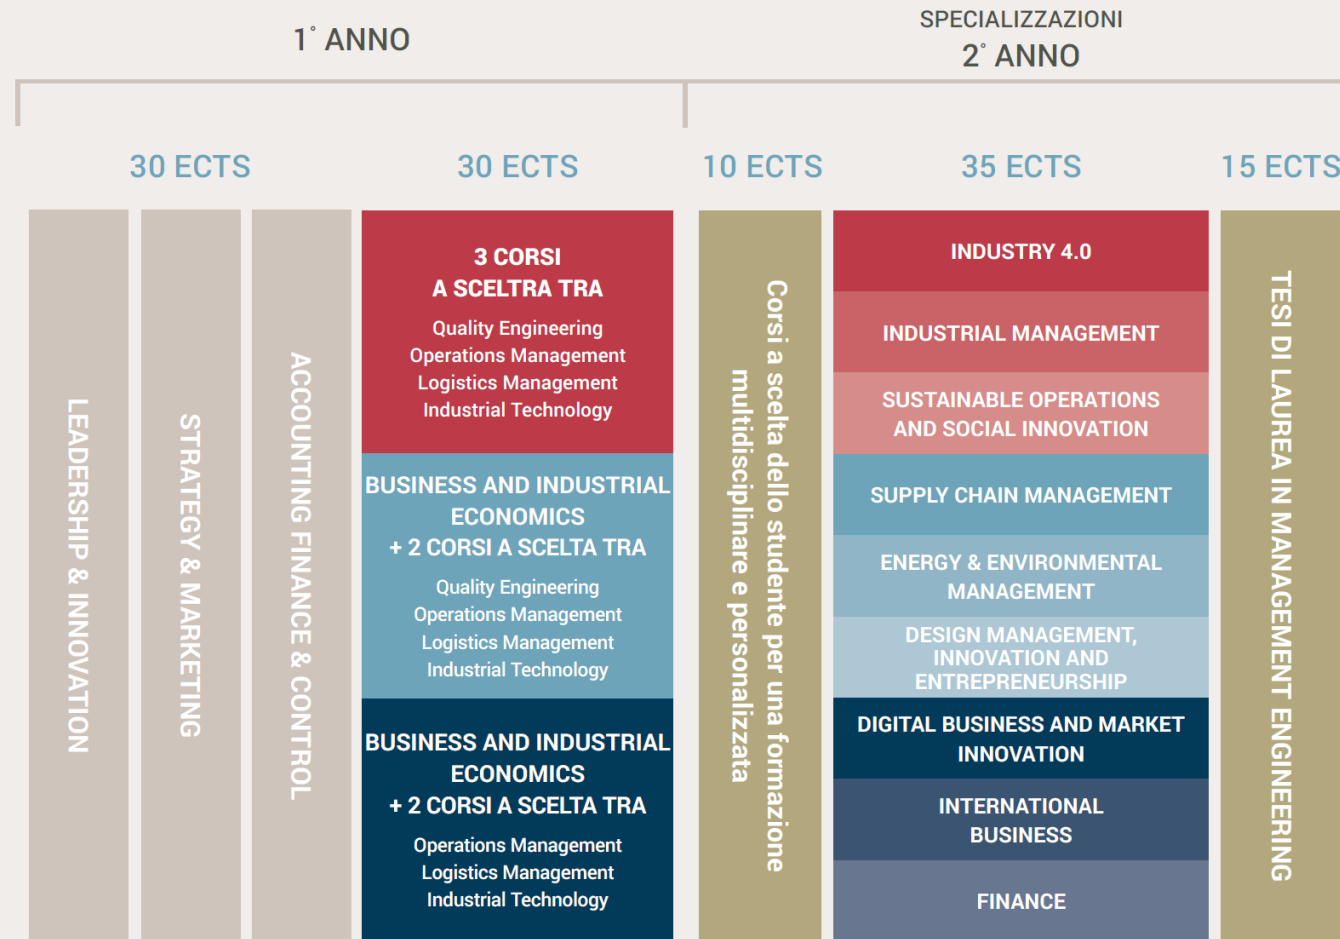 1° ANNO
SPECIALIZZAZIONI
2° ANNO
30 ECTS
30 ECTS
10 ECTS
35 ECTS
15 ECTS
LEADERSHIP & INNOVATION
STRATEGY & MARKETING
ACCOUNTING FINANCE & CONTROL
3 CORSI
A SCELTRA TRA
Quality Engineering
Operations Management
Logistics Management
Industrial Technology
BUSINESS AND INDUSTRIAL
ECONOMICS
+ 2 CORSI A SCELTA TRA
Quality Engineering
Operations Management
Logistics Management
Industrial Technology
BUSINESS AND INDUSTRIAL
ECONOMICS
+ 2 CORSI A SCELTA TRA
Operations Management
Logistics Management
Industrial Technology
Corsi a scelta dello studente per una formazione
multidisciplinare e personalizzata
INDUSTRY 4.0
INDUSTRIAL MANAGEMENT
SUSTAINABLE OPERATIONS
AND SOCIAL INNOVATION
SUPPLY CHAIN MANAGEMENT
ENERGY & ENVIRONMENTAL
MANAGEMENT
DESIGN MANAGEMENT,
INNOVATION AND
ENTREPRENEURSHIP
DIGITAL BUSINESS AND MARKET
INNOVATION
INTERNATIONAL
BUSINESS
FINANCE
TESI DI LAUREA IN MANAGEMENT ENGINEERING